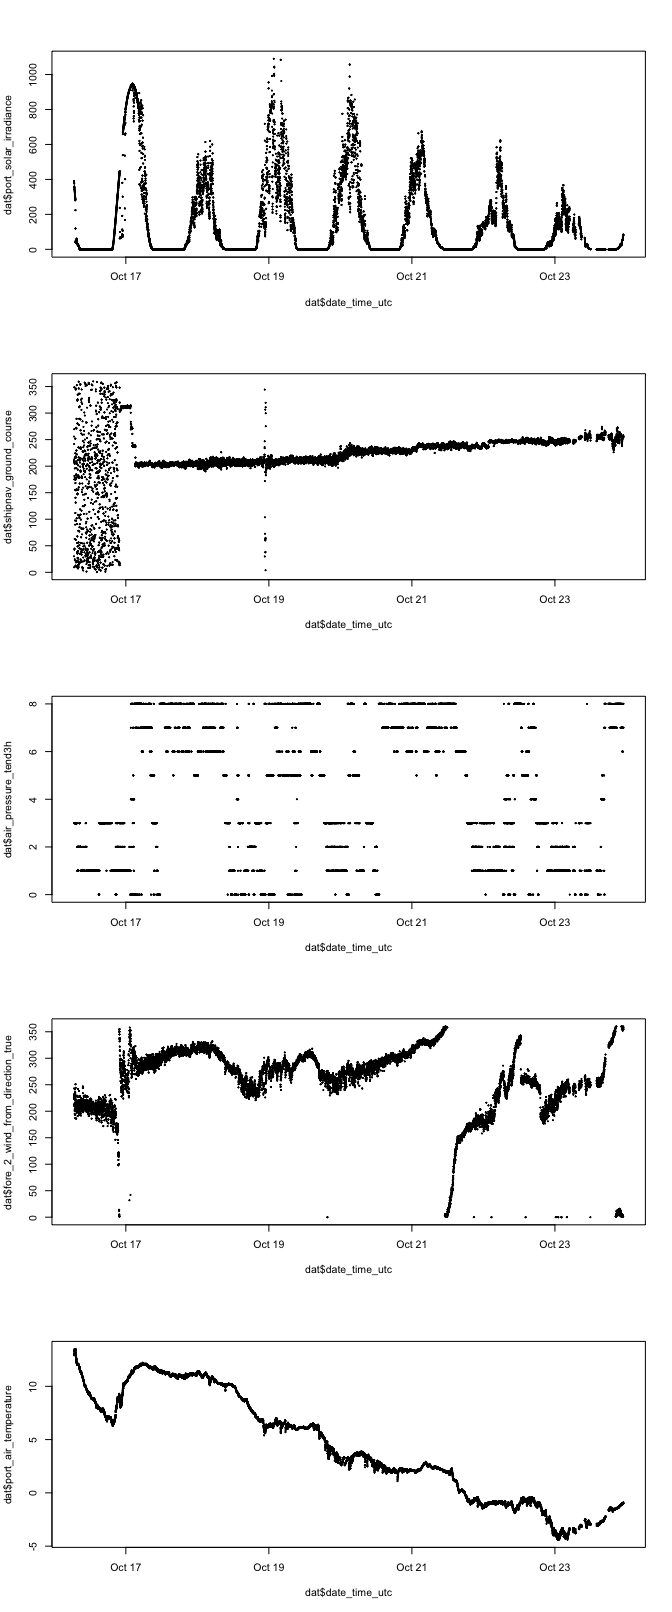 dat$port_solar_irradiance
0 200 400 600 800 1000
Oct 17 Oct 19 Oct 21 Oct 23
dat$date_time_utc
dat$shipnav_ground_course
0 50 100 150 200 250 300 350
Oct 17 Oct 19 Oct 21 Oct 23
dat$date_time_utc
dat$air_pressure_tend3h
0 2 4 6 8
Oct 17 Oct 19 Oct 21 Oct 23
dat$date_time_utc
dat$fore_2_wind_from_direction_true
0 50 100 150 200 250 300 350
Oct 17 Oct 19 Oct 21 Oct 23
dat$date_time_utc
dat$port_air_temperature
-5 0 5 10
Oct 17 Oct 19 Oct 21 Oct 23
dat$date_time_utc